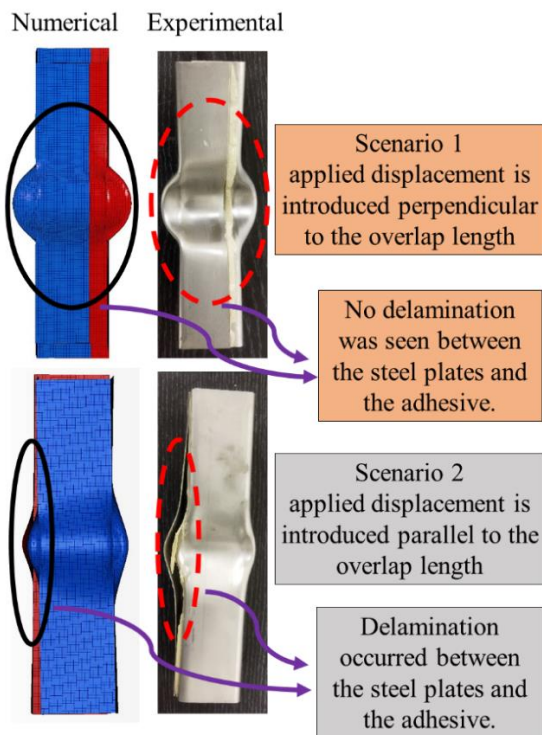 Numerical Experimental
Scenario 1
applied displacement is
introduced perpendicular
to the overlap length
No delamination
was seen between
the steel plates and
the adhesive.
Scenario 2
applied displacement is
introduced parallel to the
overlap length
Delamination
occurred between
the steel plates and
the adhesive.